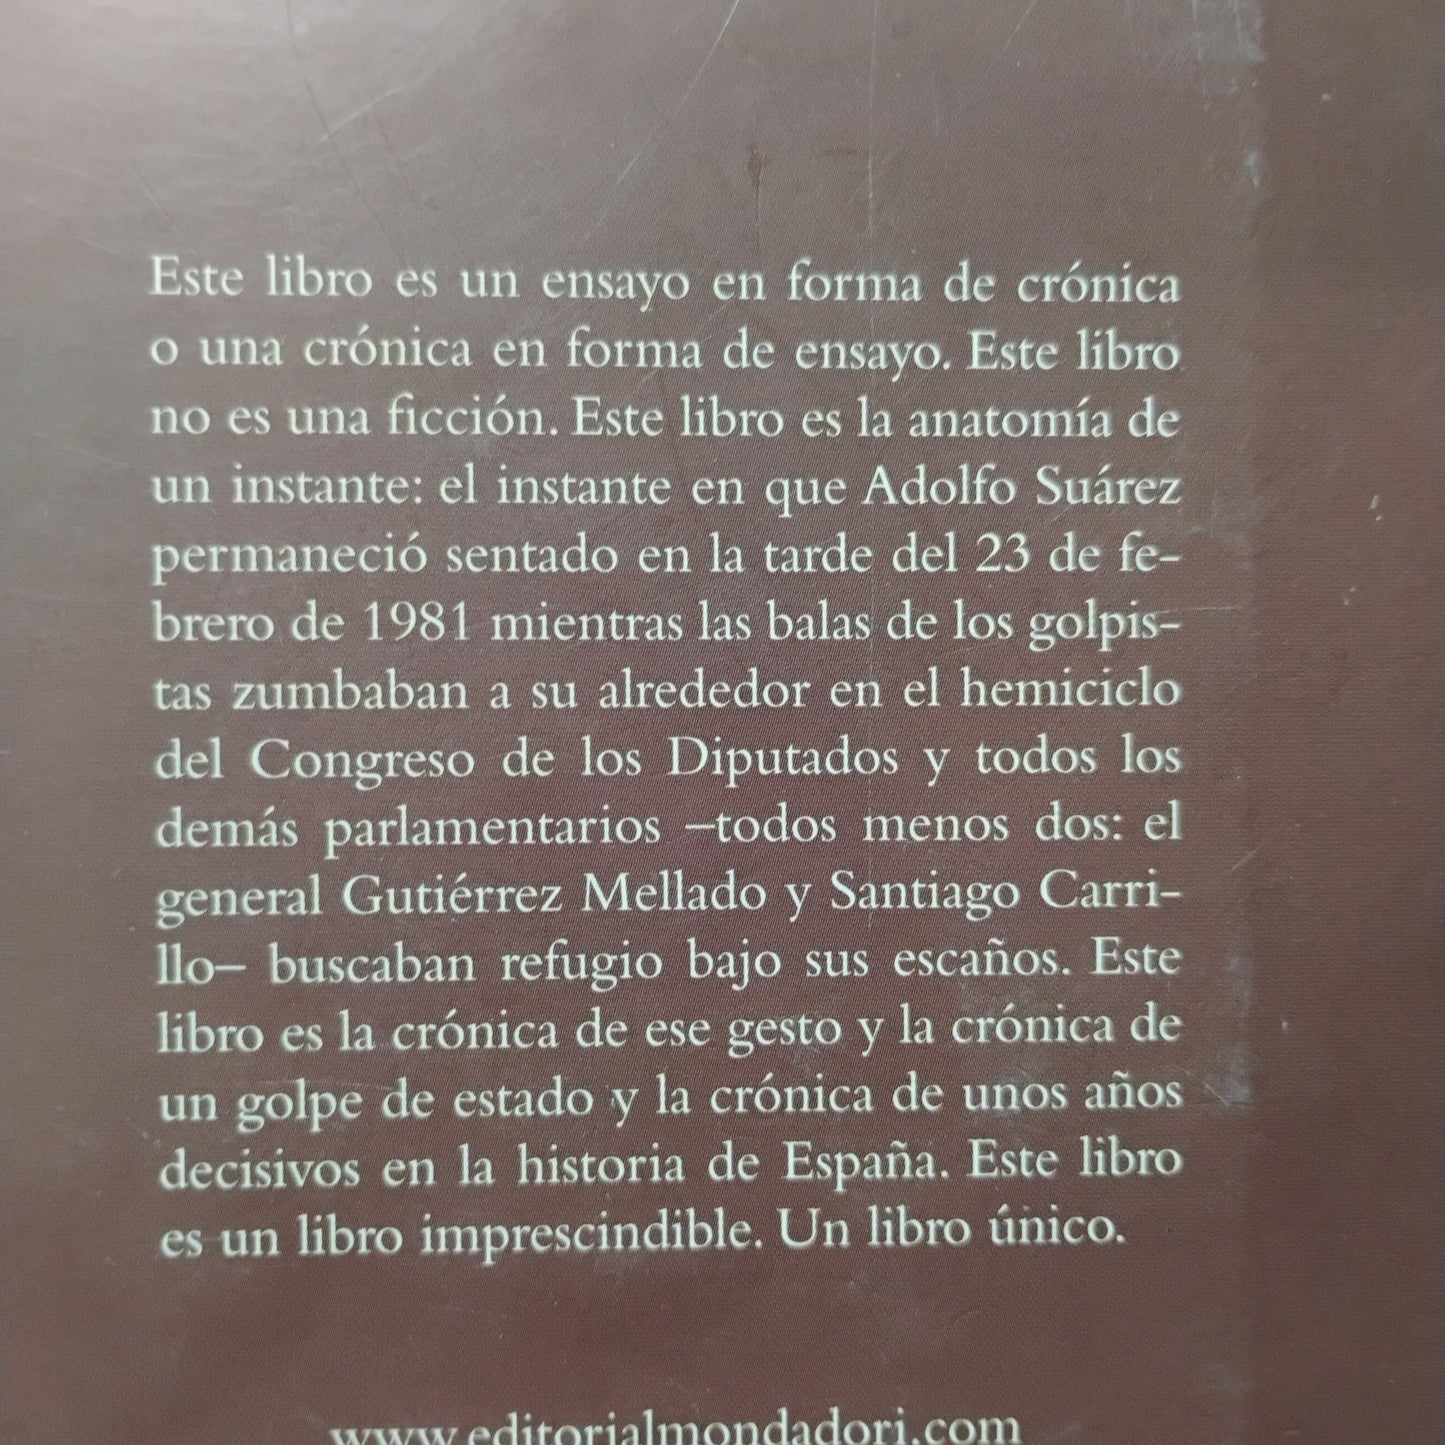 Este libro es un ensayo en forma de crónica
o una crónica en forma de ensayo. Este libro
no es una ficción. Este libro es la anatomía de
un instante: el instante en que Adolfo Suárez
permaneció sentado en la tarde del 23 de fe-
brero de 1981 mientras las balas de los golpis-
tas zumbaban a su alrededor en el hemiciclo
del Congreso de los Diputados y todos los
demás parlamentarios –todos menos dos: el
general Gutiérrez Mellado y Santiago Carri-
llo– buscaban refugio bajo sus escaños. Este
libro es la crónica de ese gesto y la crónica de
un golpe de estado y la crónica de unos años
decisivos en la historia de España. Este libro
es un libro imprescindible. Un libro único.
www.editorialmondadori.com